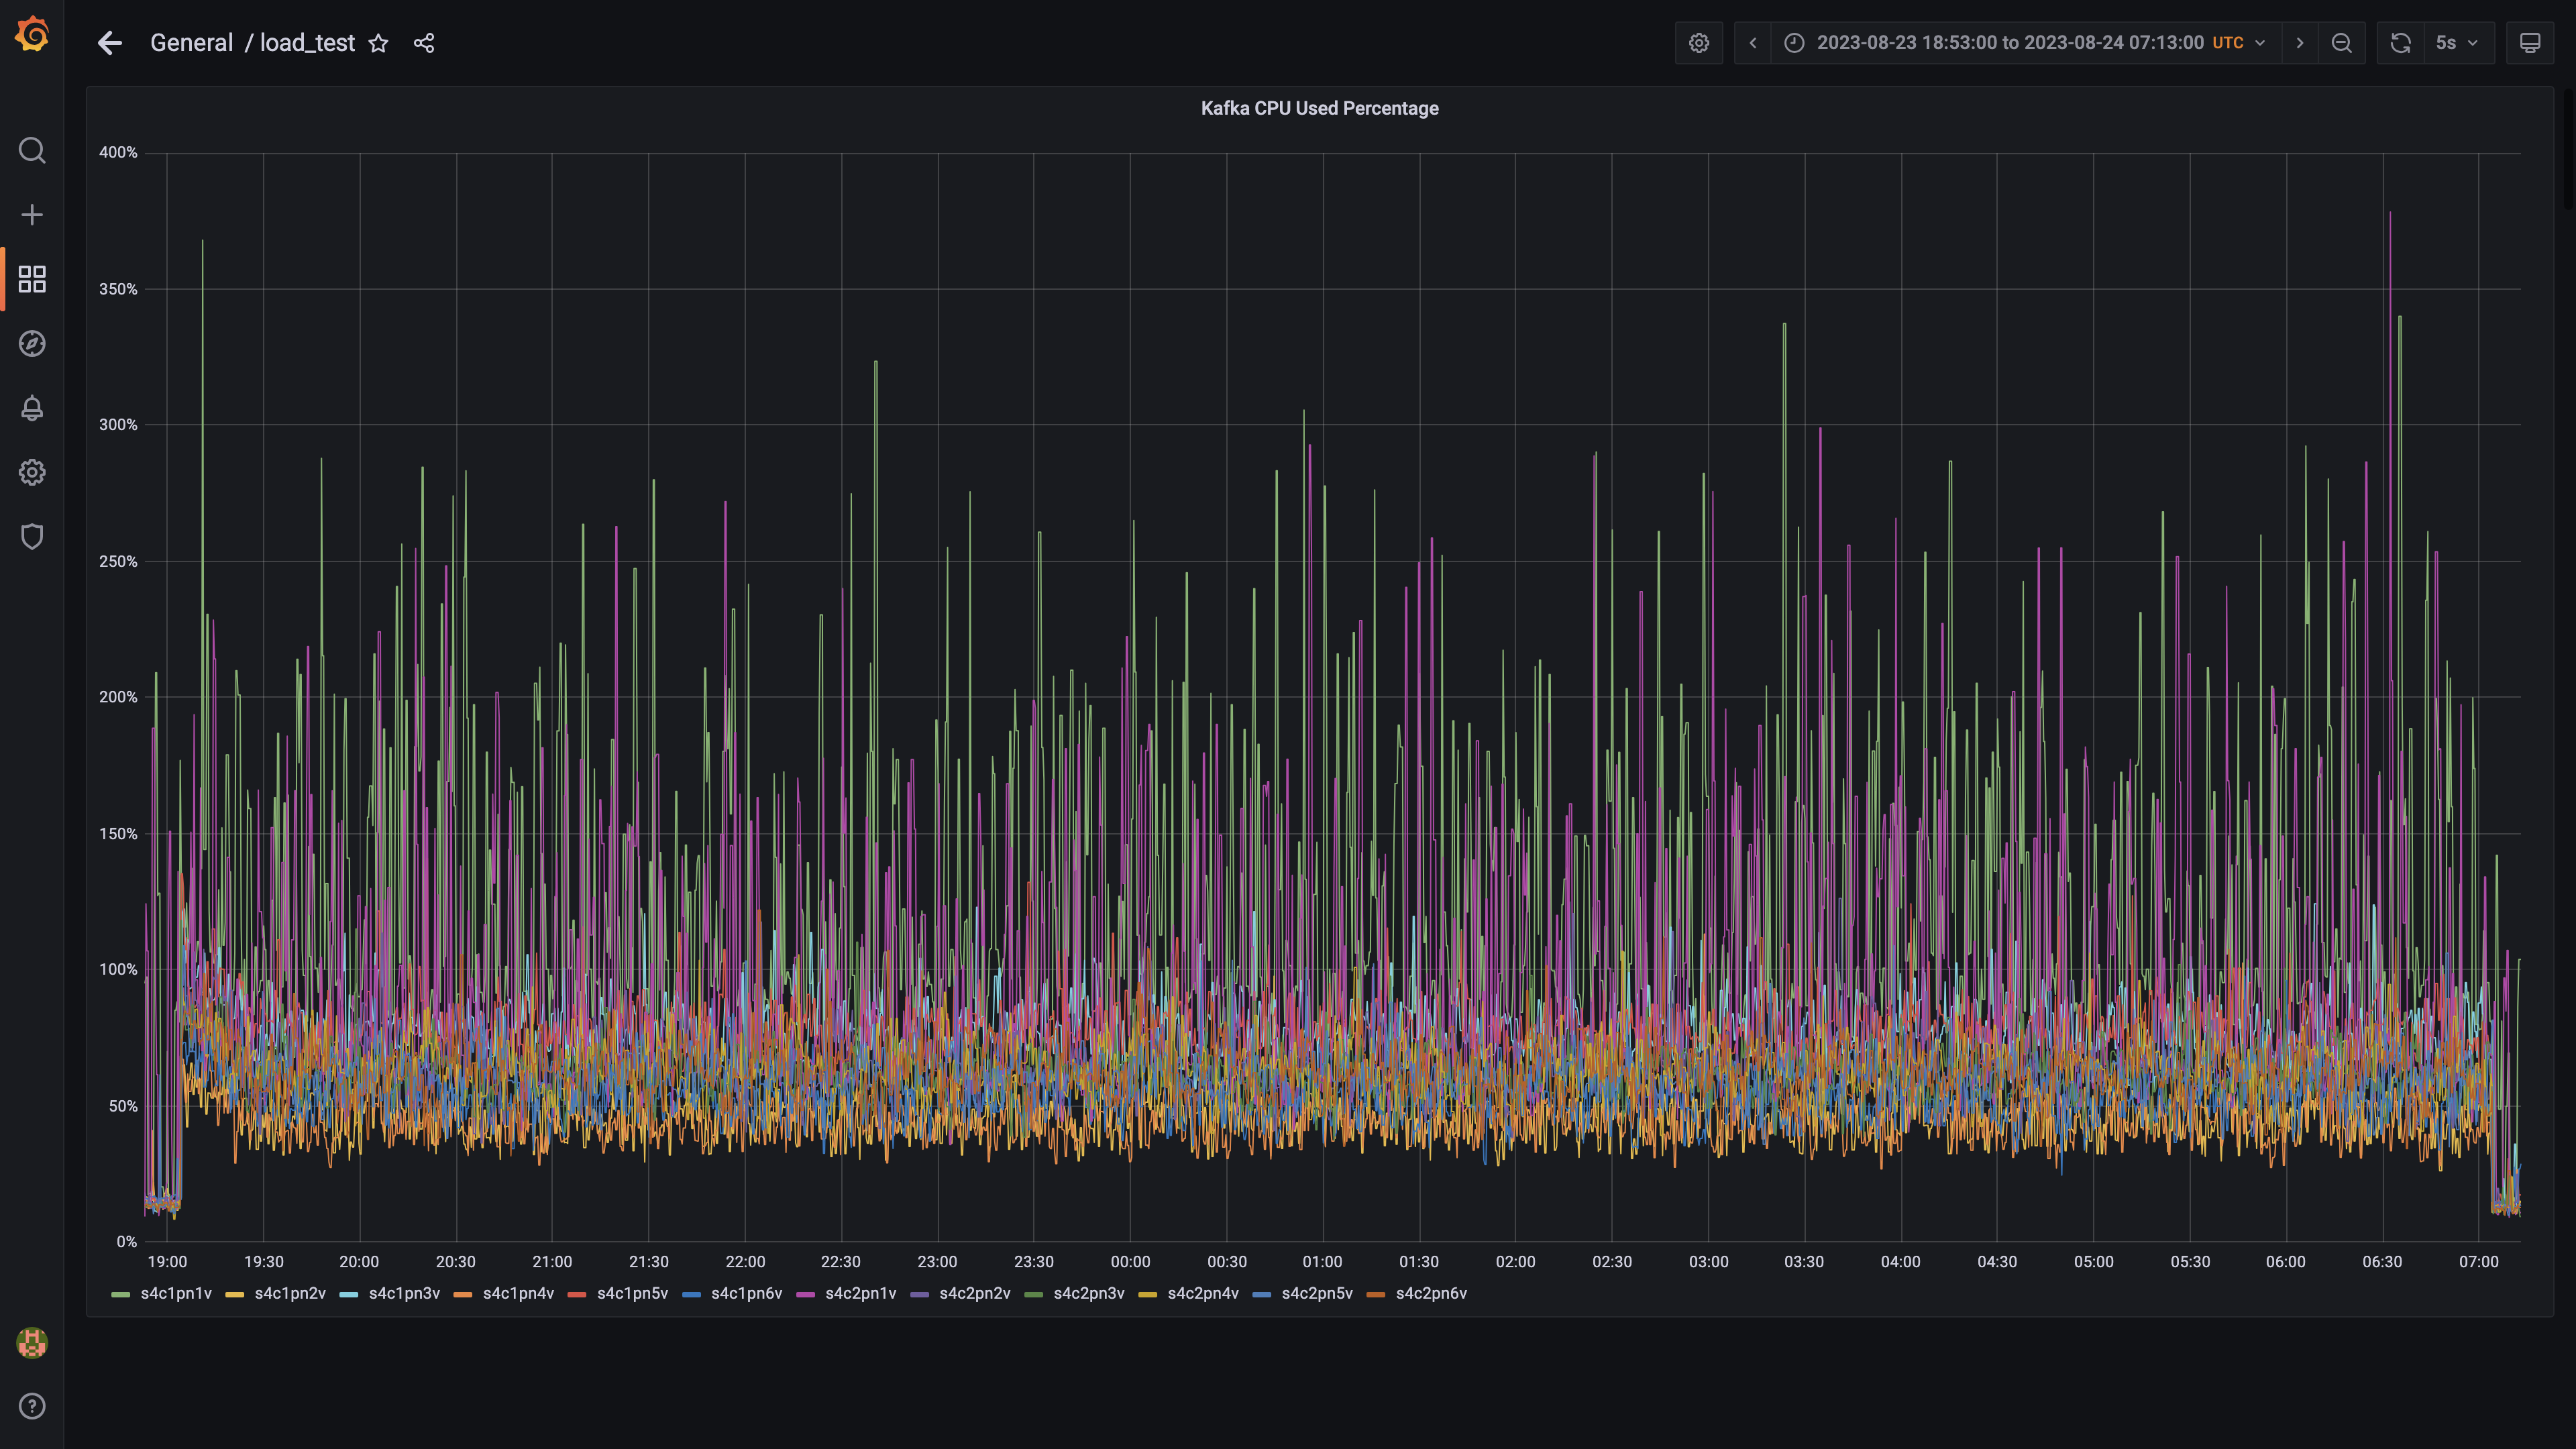 General / load_test
2023-08-23 18:53:00 to 2023-08-24 07:13:00 UTC
5s
Kafka CPU Used Percentage
400%
350%
300%
250%
200%
150%
100%
50%
0%
19:00 19:30 20:00 20:30 21:00 21:30 22:00 22:30 23:00 23:30 00:00 00:30 01:00 01:30 02:00 02:30 03:00 03:30 04:00 04:30 05:00 05:30 06:00 06:30 07:00
s4c1pn1v s4c1pn2v s4c1pn3v s4c1pn4v s4c1pn5v s4c1pn6v s4c2pn1v s4c2pn2v s4c2pn3v s4c2pn4v s4c2pn5v s4c2pn6v